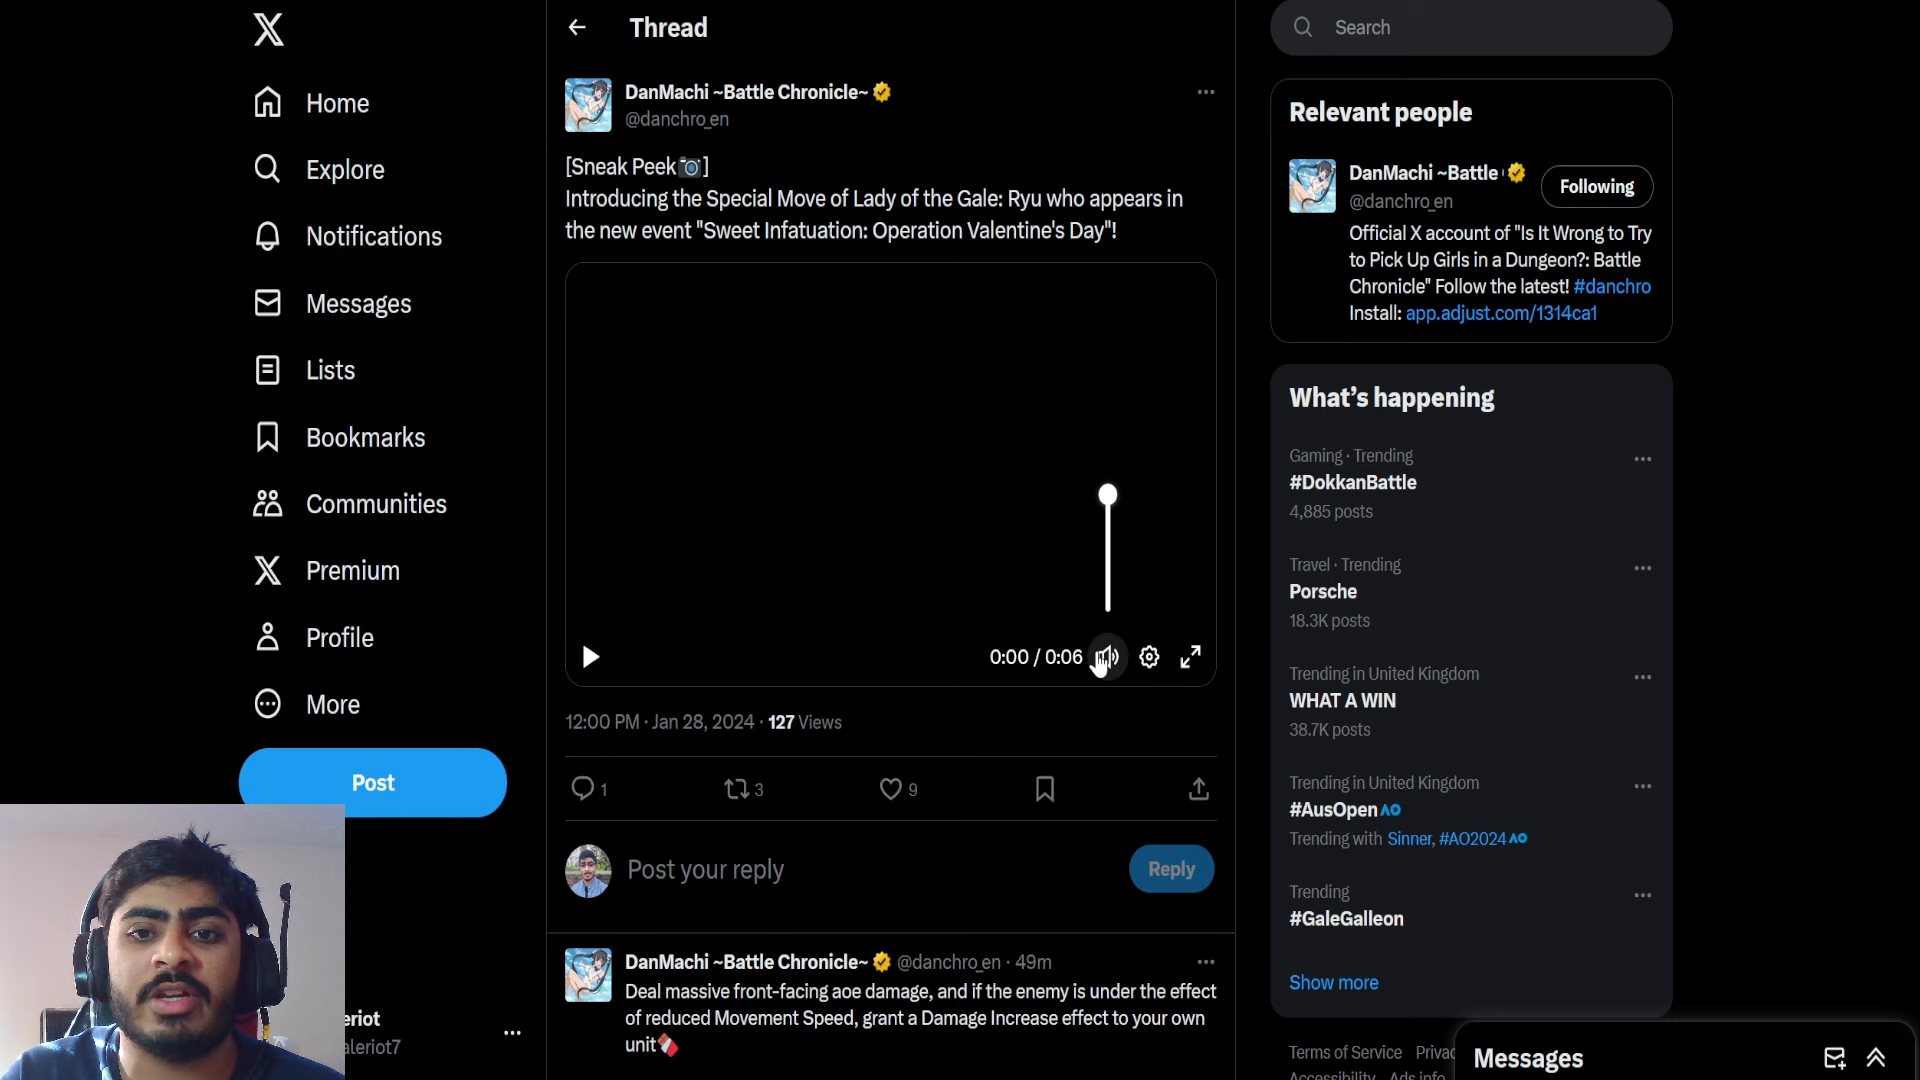 Home
Explore
Notifications
Messages
Lists
Bookmarks
Communities
Premium
Profile
More
Post
eriot
aleriot7
Thread
DanMachi ~Battle Chronicle~
@danchro_en
[Sneak Peek📷]
Introducing the Special Move of Lady of the Gale: Ryu who appears in
the new event "Sweet Infatuation: Operation Valentine's Day"!
0:00 / 0:06
12:00 PM · Jan 28, 2024 · 127 Views
1
3
9
Post your reply
Reply
DanMachi ~Battle Chronicle~ @danchro_en · 49m
Deal massive front-facing aoe damage, and if the enemy is under the effect
of reduced Movement Speed, grant a Damage Increase effect to your own
unit🍫
Search
Relevant people
DanMachi ~Battle
Following
@danchro_en
Official X account of "Is It Wrong to Try
to Pick Up Girls in a Dungeon?: Battle
Chronicle" Follow the latest! #danchro
Install: app.adjust.com/1314ca1
What's happening
Gaming · Trending
#DokkanBattle
4,885 posts
Travel · Trending
Porsche
18.3K posts
Trending in United Kingdom
WHAT A WIN
38.7K posts
Trending in United Kingdom
#AusOpen AO
Trending with Sinner, #AO2024 AO
Trending
#GaleGalleon
Show more
Terms of Service Privac
Accessibility Ads info
Messages